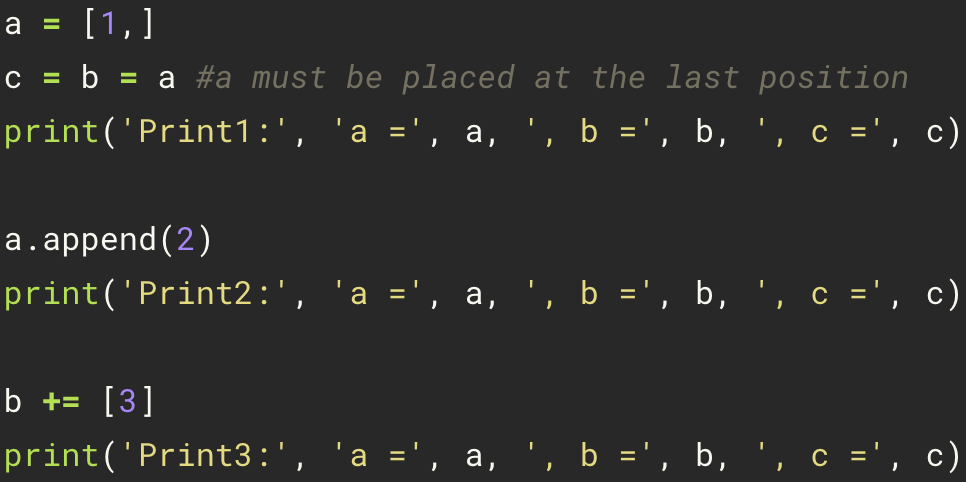 a = [1,]
c = b = a #a must be placed at the last position
print('Print1:', 'a =', a, ', b =', b, ', c =', c)
a.append(2)
print('Print2:', 'a =', a, ', b =', b, ', c =', c)
b += [3]
print('Print3:', 'a =', a, ', b =', b, ', c =', c)